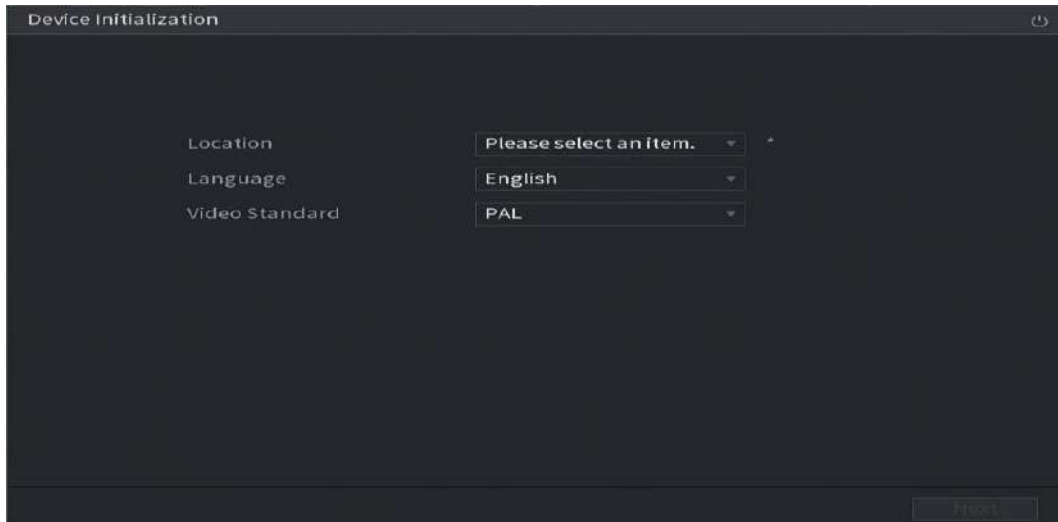 Device Initialization
Location Please select an item. *
Language English
Video Standard PAL
Next